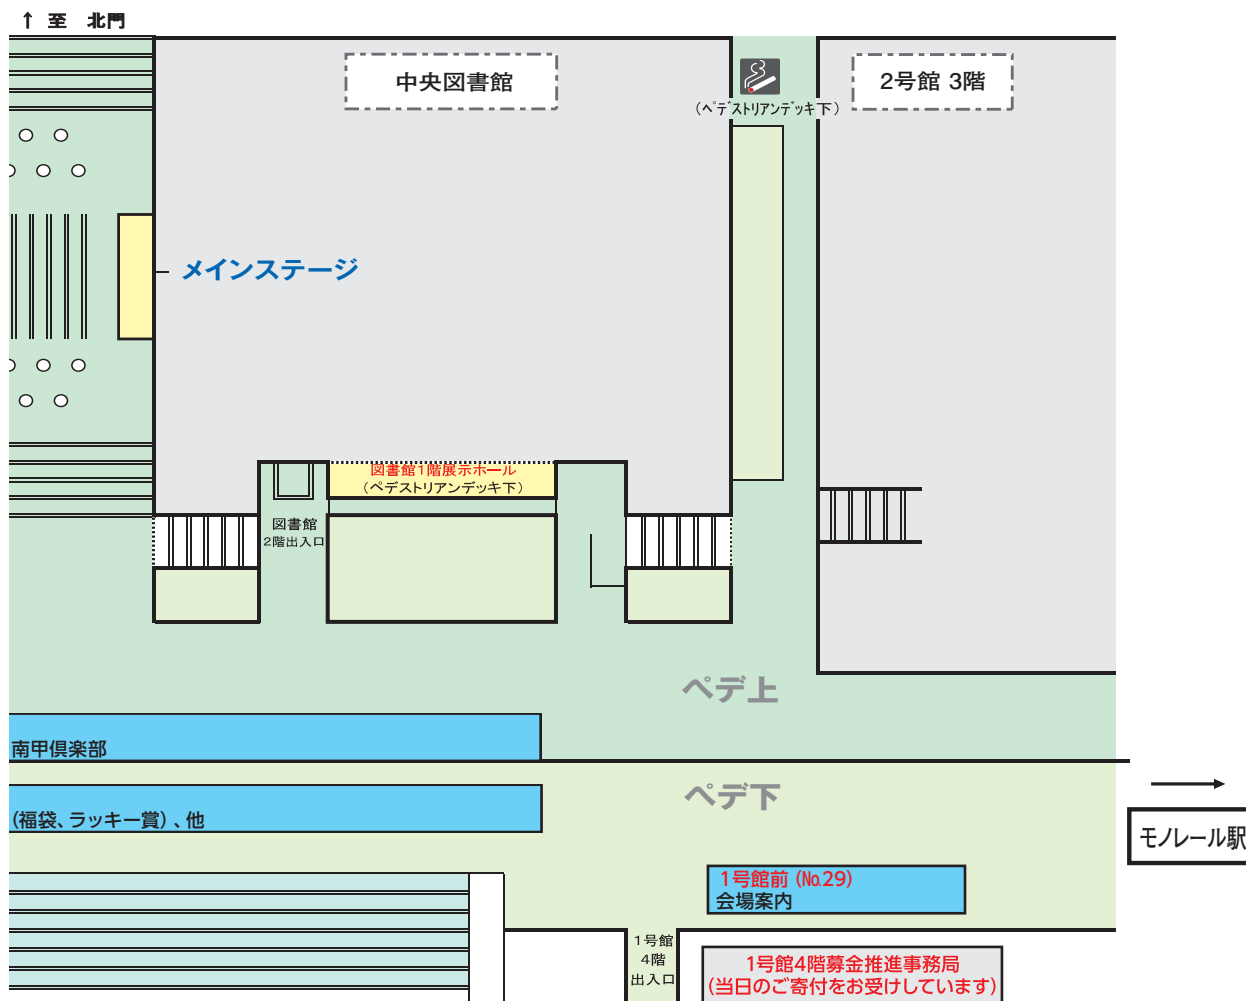 ↑ 至 北門
中央図書館
2号館 3階
（ペデストリアンデッキ下）
メインステージ
図書館1階展示ホール
（ペデストリアンデッキ下）
図書館
2階出入口
ペデ上
南甲倶楽部
ペデ下
(福袋、ラッキー賞) 、他
モノレール駅
1号館前 (No.29)
会場案内
1号館
4階
出入口
1号館4階募金推進事務局
(当日のご寄付をお受けしています)